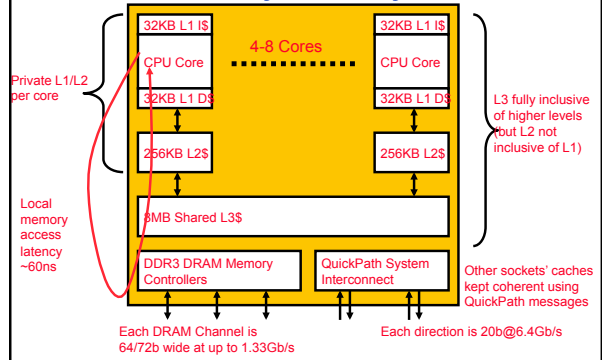 32KB L1 I$
CPU Core
32KB L1 D$
256KB L2$
4-8 Cores
32KB L1 I$
CPU Core
32KB L1 D$
256KB L2$
Private L1/L2
per core
L3 fully inclusive
of higher levels
(but L2 not
inclusive of L1)
Local
memory
access
latency
~60ns
8MB Shared L3$
DDR3 DRAM Memory
Controllers
QuickPath System
Interconnect
Other sockets’ caches
kept coherent using
QuickPath messages
Each DRAM Channel is
64/72b wide at up to 1.33Gb/s
Each direction is 20b@6.4Gb/s